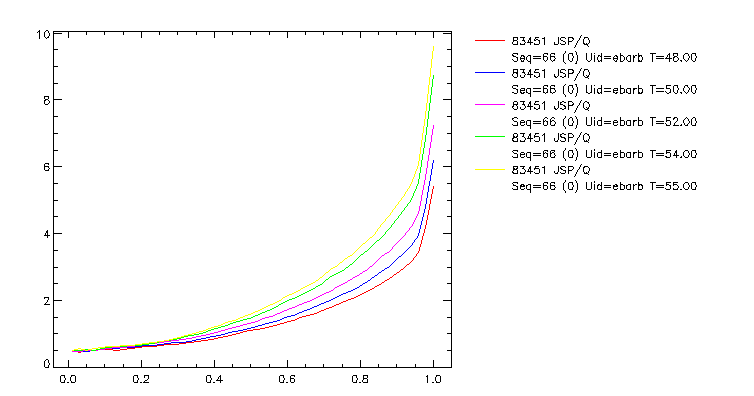 10
8
6
4
2
0
0.0 0.2 0.4 0.6 0.8 1.0
83451 JSP/Q
Seq=66 (0) Uid=ebarb T=48.00
83451 JSP/Q
Seq=66 (0) Uid=ebarb T=50.00
83451 JSP/Q
Seq=66 (0) Uid=ebarb T=52.00
83451 JSP/Q
Seq=66 (0) Uid=ebarb T=54.00
83451 JSP/Q
Seq=66 (0) Uid=ebarb T=55.00